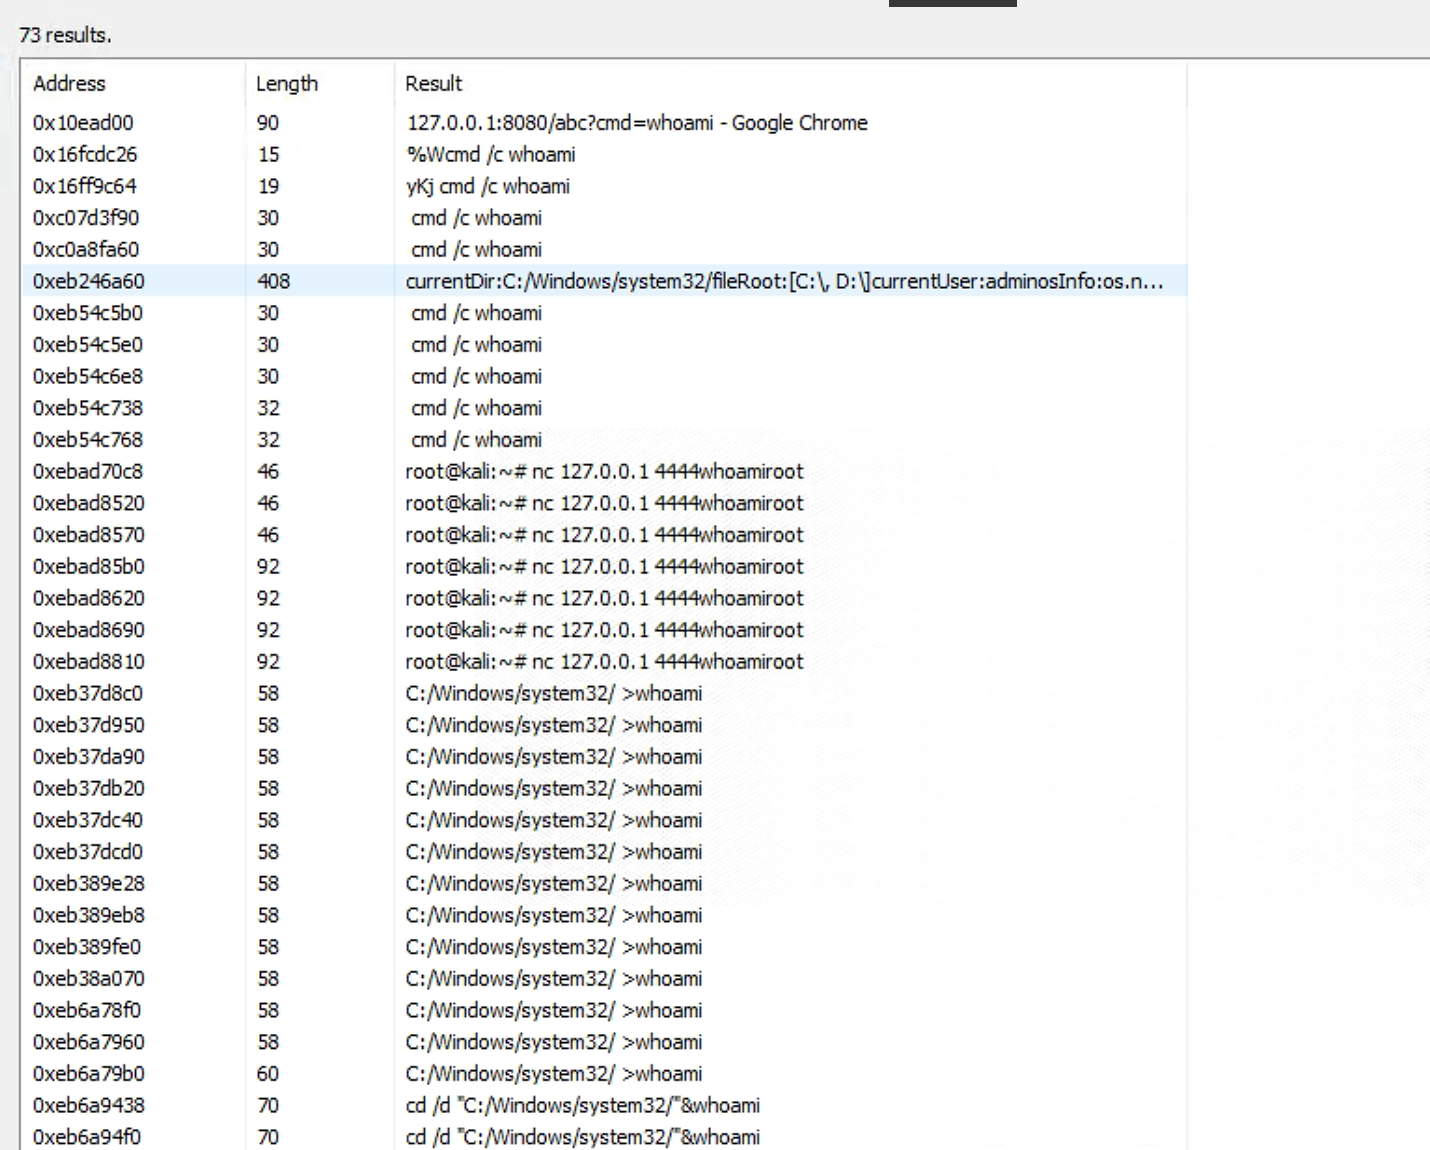 73 results.
Address Length Result
0x10ead00 90 127.0.0.1:8080/abc?cmd=whoami - Google Chrome
0x16fcdc26 15 %Wcmd /c whoami
0x16ff9c64 19 yKj cmd /c whoami
0xc07d3f90 30 cmd /c whoami
0xc0a8fa60 30 cmd /c whoami
0xeb246a60 408 currentDir:C:/Windows/system32/fileRoot:[C:\, D:\]currentUser:adminosInfo:os.n...
0xeb54c5b0 30 cmd /c whoami
0xeb54c5e0 30 cmd /c whoami
0xeb54c6e8 30 cmd /c whoami
0xeb54c738 32 cmd /c whoami
0xeb54c768 32 cmd /c whoami
0xebad70c8 46 root@kali:~# nc 127.0.0.1 4444whoamiroot
0xebad8520 46 root@kali:~# nc 127.0.0.1 4444whoamiroot
0xebad8570 46 root@kali:~# nc 127.0.0.1 4444whoamiroot
0xebad85b0 92 root@kali:~# nc 127.0.0.1 4444whoamiroot
0xebad8620 92 root@kali:~# nc 127.0.0.1 4444whoamiroot
0xebad8690 92 root@kali:~# nc 127.0.0.1 4444whoamiroot
0xebad8810 92 root@kali:~# nc 127.0.0.1 4444whoamiroot
0xeb37d8c0 58 C:/Windows/system32/ >whoami
0xeb37d950 58 C:/Windows/system32/ >whoami
0xeb37da90 58 C:/Windows/system32/ >whoami
0xeb37db20 58 C:/Windows/system32/ >whoami
0xeb37dc40 58 C:/Windows/system32/ >whoami
0xeb37dcd0 58 C:/Windows/system32/ >whoami
0xeb389e28 58 C:/Windows/system32/ >whoami
0xeb389eb8 58 C:/Windows/system32/ >whoami
0xeb389fe0 58 C:/Windows/system32/ >whoami
0xeb38a070 58 C:/Windows/system32/ >whoami
0xeb6a78f0 58 C:/Windows/system32/ >whoami
0xeb6a7960 58 C:/Windows/system32/ >whoami
0xeb6a79b0 60 C:/Windows/system32/ >whoami
0xeb6a9438 70 cd /d "C:/Windows/system32/"&whoami
0xeb6a94f0 70 cd /d "C:/Windows/system32/"&whoami